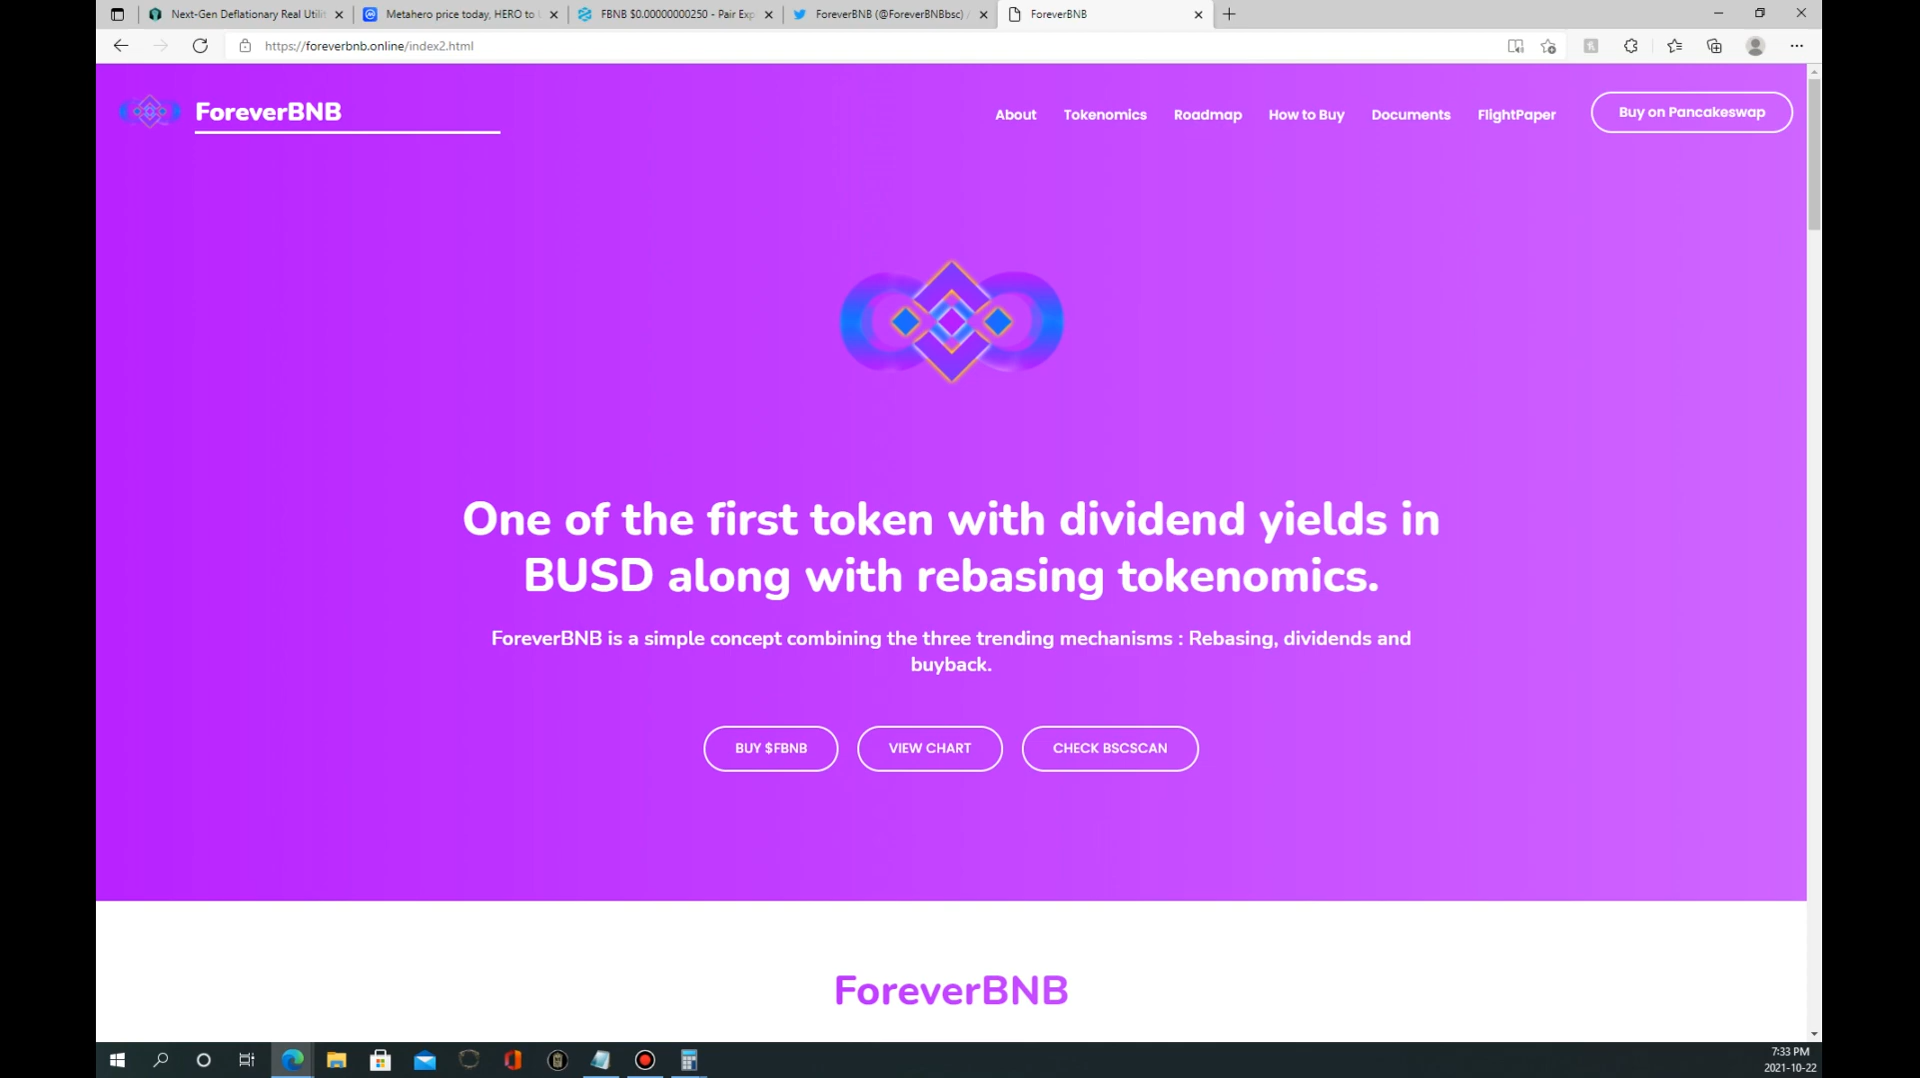 Next-Gen Deflationary Real Utilit
Metahero price today, HERO to
FBNB $0.00000000250 - Pair Exp
ForeverBNB (@ForeverBNBbsc) /
ForeverBNB
https://foreverbnb.online/index2.html
ForeverBNB
About Tokenomics Roadmap How to Buy Documents FlightPaper Buy on Pancakeswap
One of the first token with dividend yields in
BUSD along with rebasing tokenomics.
ForeverBNB is a simple concept combining the three trending mechanisms : Rebasing, dividends and
buyback.
BUY $FBNB VIEW CHART CHECK BSCSCAN
ForeverBNB
7:33 PM
2021-10-22